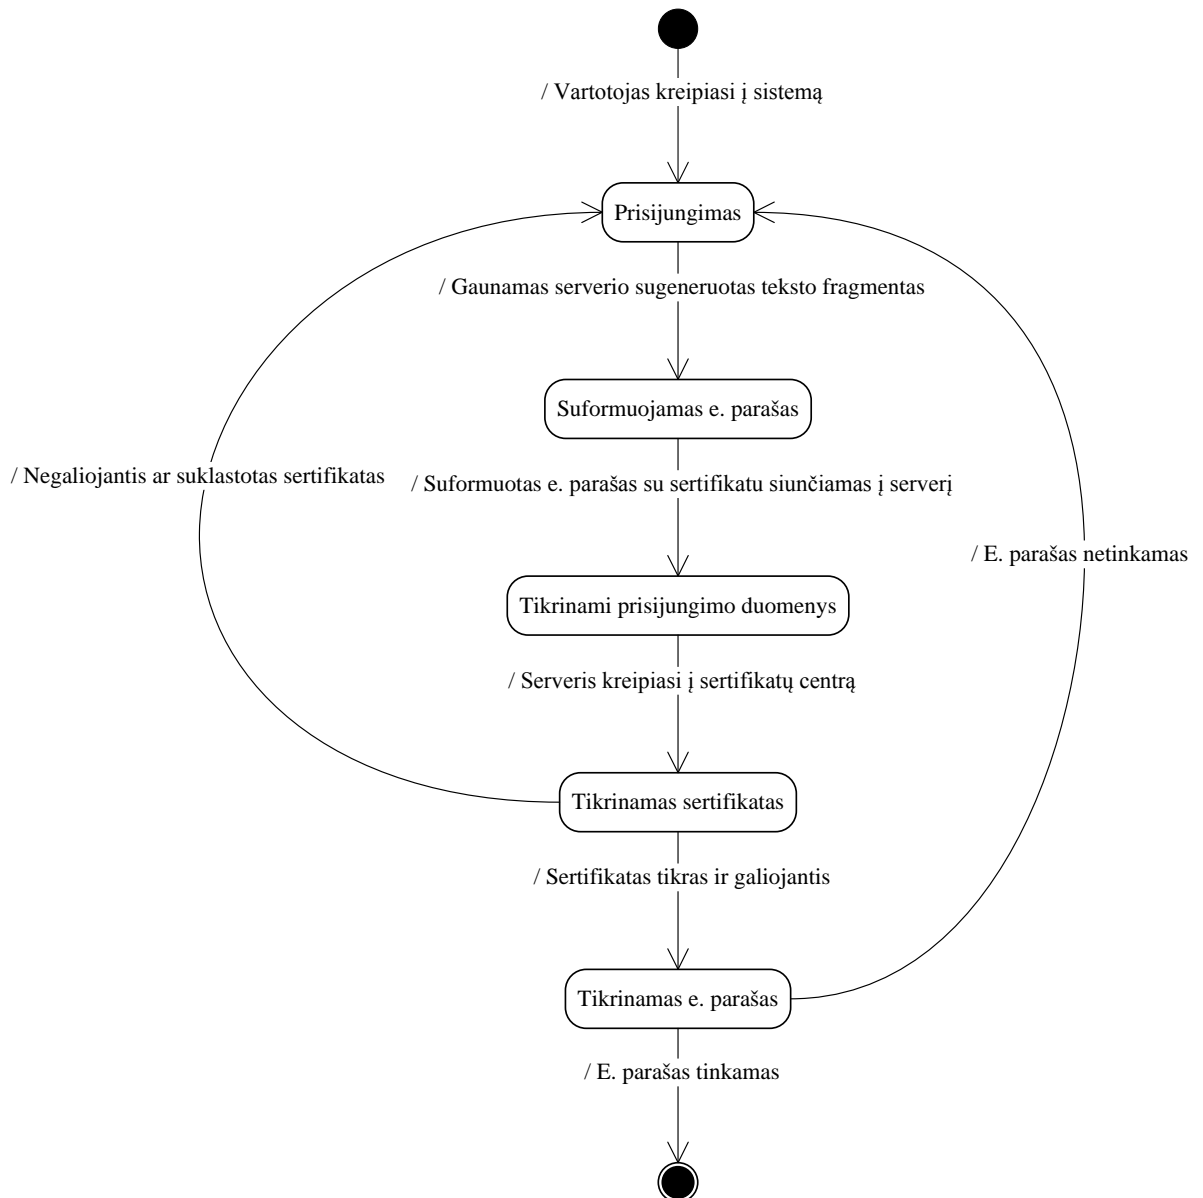 / Vartotojas kreipiasi į sistemą
Prisijungimas
/ Gaunamas serverio sugeneruotas teksto fragmentas
Suformuojamas e. parašas
/ Negaliojantis ar suklastotas sertifikatas
/ Suformuotas e. parašas su sertifikatu siunčiamas į serverį
/ E. parašas netinkamas
Tikrinami prisijungimo duomenys
/ Serveris kreipiasi į sertifikatų centrą
Tikrinamas sertifikatas
/ Sertifikatas tikras ir galiojantis
Tikrinamas e. parašas
/ E. parašas tinkamas